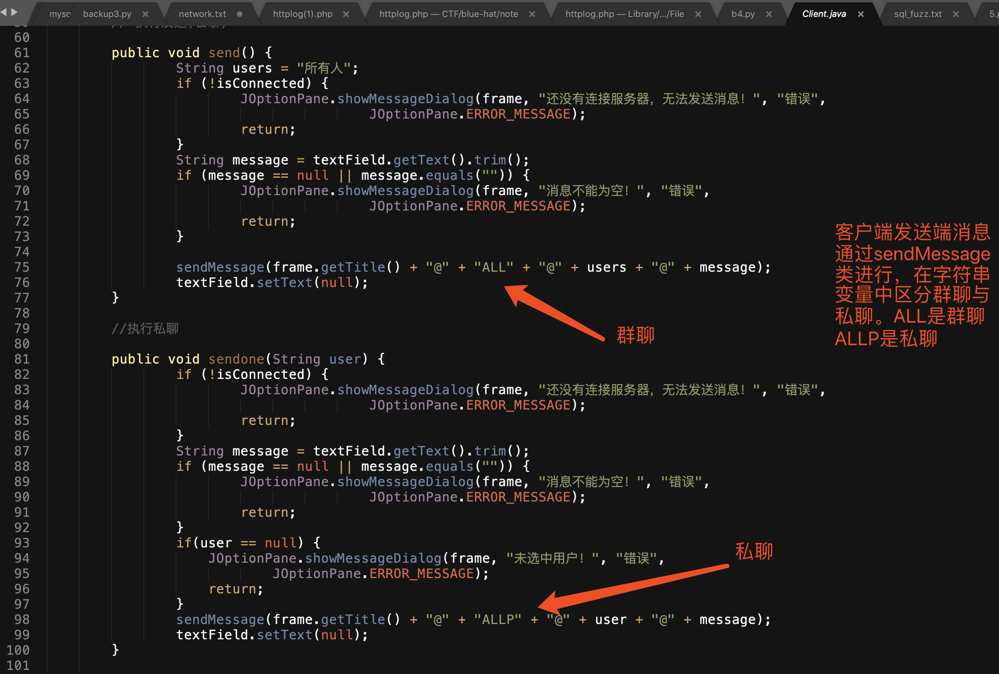 backup3.py
network.txt
httplog(1).php
httplog.php — CTF/blue-hat/note
httplog.php — Library/.../File
b4.py
Client.java
sql_fuzz.txt
60
61 public void send() {
62 String users = "所有人";
63 if (!isConnected) {
64 JOptionPane.showMessageDialog(frame, "还没有连接服务器，无法发送消息！", "错误",
65 JOptionPane.ERROR_MESSAGE);
66 return;
67 }
68 String message = textField.getText().trim();
69 if (message == null || message.equals("")) {
70 JOptionPane.showMessageDialog(frame, "消息不能为空！", "错误",
71 JOptionPane.ERROR_MESSAGE);
72 return;
73 }
74
75 sendMessage(frame.getTitle() + "@" + "ALL" + "@" + users + "@" + message);
76 textField.setText(null);
77 }
78
79 //执行私聊
80
81 public void sendone(String user) {
82 if (!isConnected) {
83 JOptionPane.showMessageDialog(frame, "还没有连接服务器，无法发送消息！", "错误",
84 JOptionPane.ERROR_MESSAGE);
85 return;
86 }
87 String message = textField.getText().trim();
88 if (message == null || message.equals("")) {
89 JOptionPane.showMessageDialog(frame, "消息不能为空！", "错误",
90 JOptionPane.ERROR_MESSAGE);
91 return;
92 }
93 if(user == null) {
94 JOptionPane.showMessageDialog(frame, "未选中用户！", "错误",
95 JOptionPane.ERROR_MESSAGE);
96 return;
97 }
98 sendMessage(frame.getTitle() + "@" + "ALLP" + "@" + user + "@" + message);
99 textField.setText(null);
100 }
101
群聊
私聊
客户端发送端消息
通过sendMessage
类进行，在字符串
变量中区分群聊与
私聊。ALL是群聊
ALLP是私聊